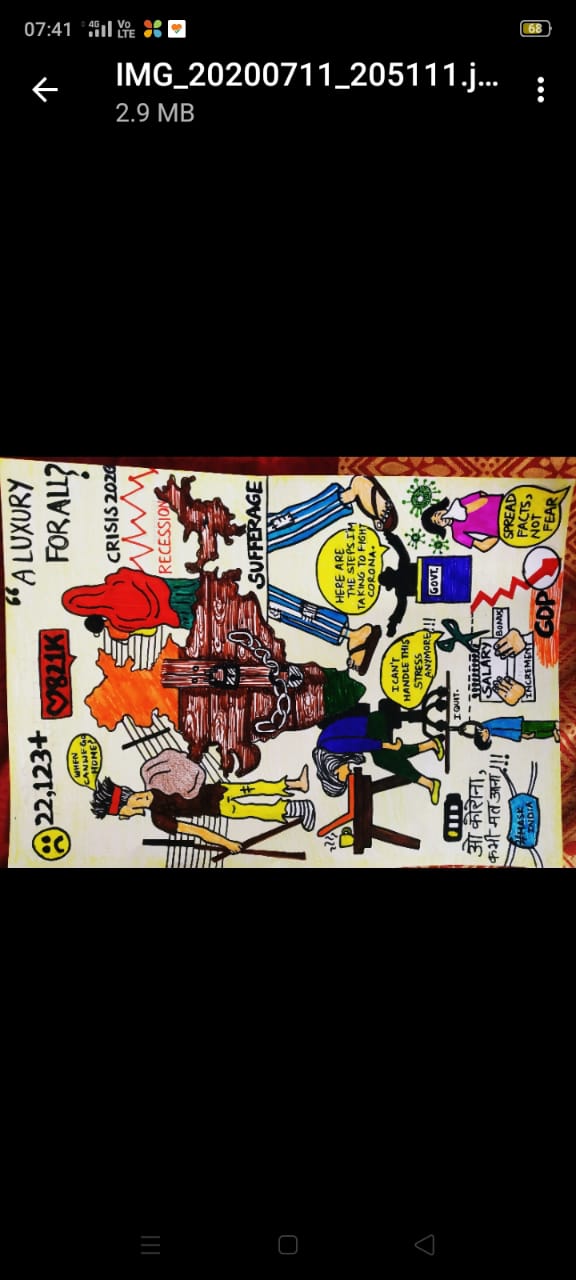 07:41
4G
Vo
LTE
68
IMG_20200711_205111.j...
2.9 MB
"A LUXURY
FOR ALL?
CRISIS 2020
RECESSION
SUFFERAGE
821K
22,123+
WHEN
CAN WE GO
HOME?
HERE ARE
THE STEPS I'M
TAKING TO FIGHT
CORONA.
GOVT.
SPREAD
FACTS,
NOT
FEAR
I CAN'T
HANDLE THIS
STRESS
ANYMORE!!!
I QUIT.
SALARY
BONUS
INCREMENT
GDP
ओ कोरोना,
कभी मत आना!!!
#MASK
INDIA